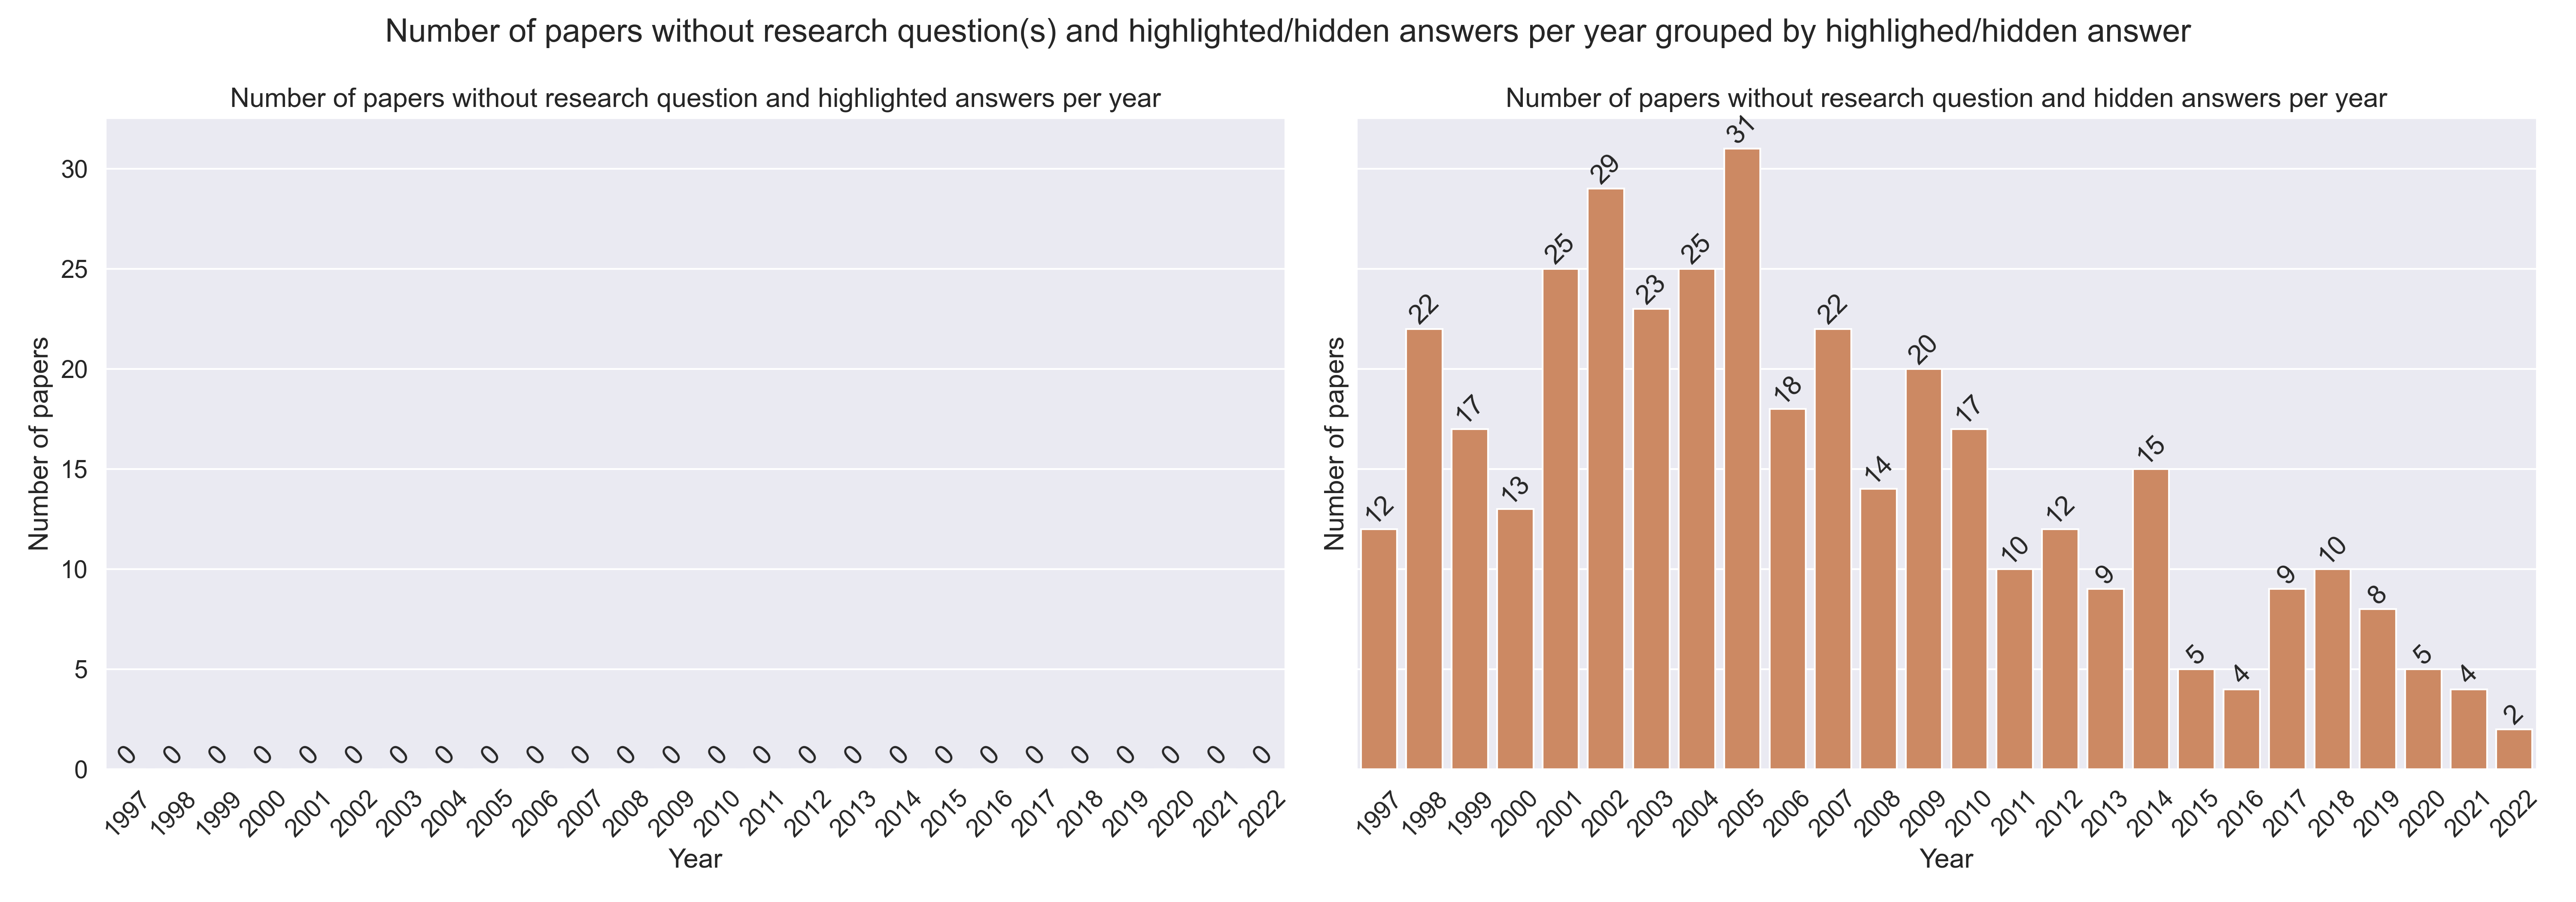 Number of papers without research question(s) and highlighted/hidden answers per year grouped by highlighed/hidden answer
Number of papers without research question and highlighted answers per year
Number of papers
30
25
20
15
10
5
0
0 0 0 0 0 0 0 0 0 0 0 0 0 0 0 0 0 0 0 0 0 0 0 0 0 0
1997 1998 1999 2000 2001 2002 2003 2004 2005 2006 2007 2008 2009 2010 2011 2012 2013 2014 2015 2016 2017 2018 2019 2020 2021 2022
Year
Number of papers without research question and hidden answers per year
Number of papers
12 22 17 13 25 29 23 25 31 18 22 14 20 17 10 12 9 15 5 4 9 10 8 5 4 2
1997 1998 1999 2000 2001 2002 2003 2004 2005 2006 2007 2008 2009 2010 2011 2012 2013 2014 2015 2016 2017 2018 2019 2020 2021 2022
Year